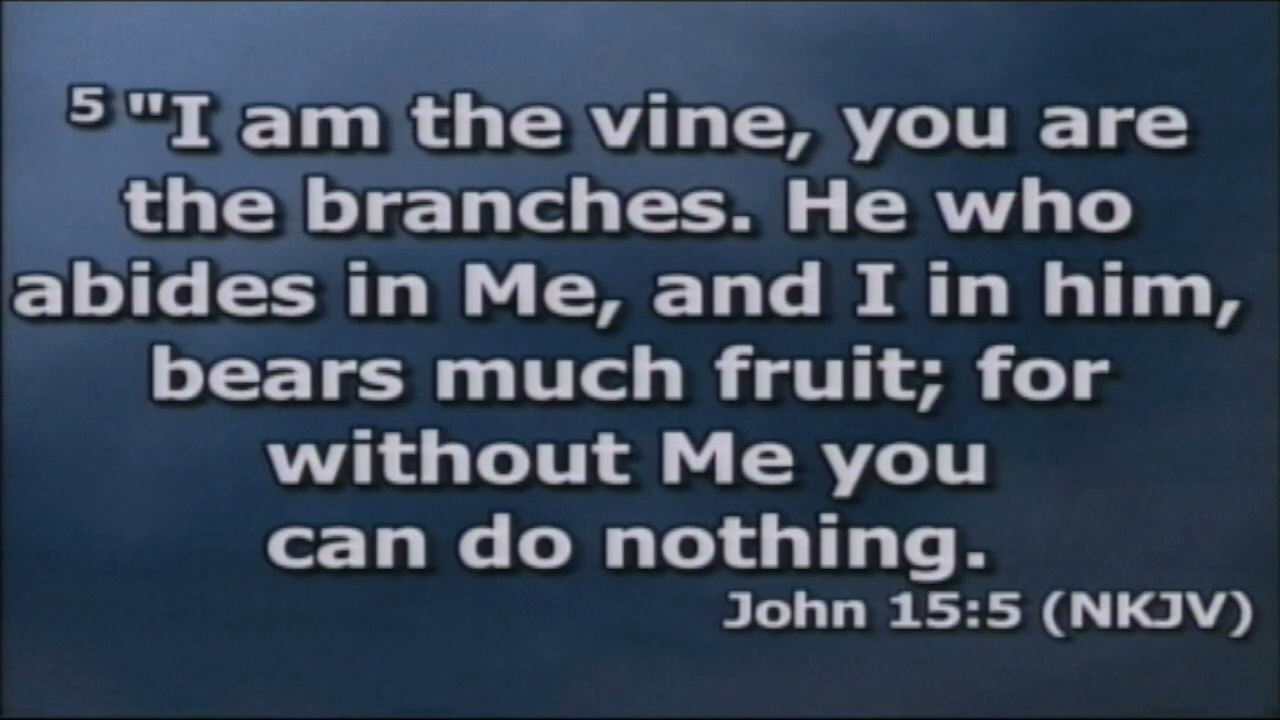 5 "I am the vine, you are
the branches. He who
abides in Me, and I in him,
bears much fruit; for
without Me you
can do nothing.
John 15:5 (NKJV)